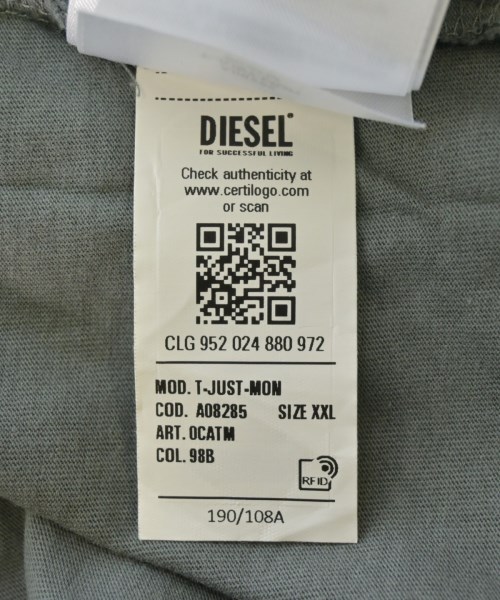 DIESEL
FOR SUCCESSFUL LIVING
Check authenticity at
www.certilogo.com
or scan
CLG 952 024 880 972
MOD. T-JUST-MON
COD. A08285 SIZE XXL
ART. 0CATM
COL. 98B
RFID
190/108A